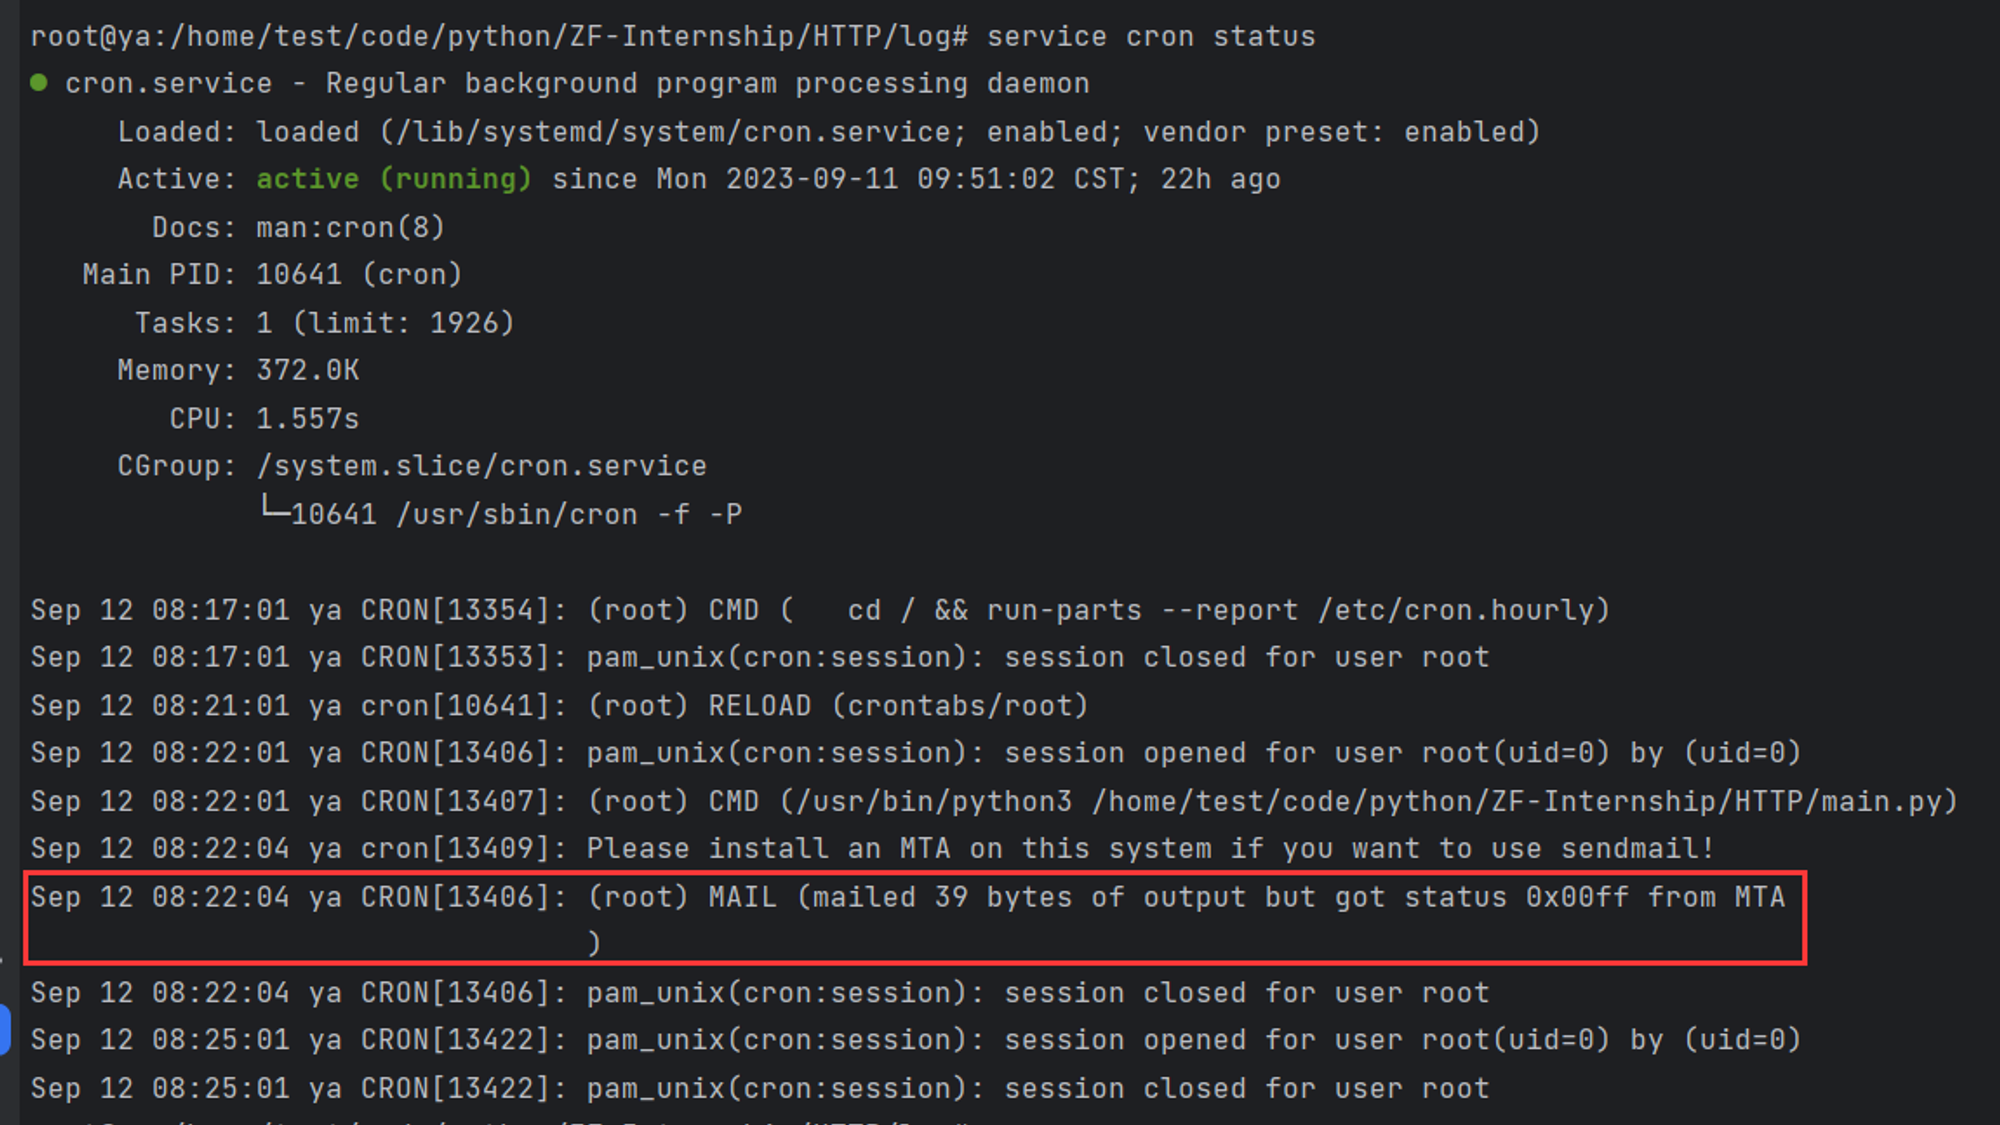 root@ya:/home/test/code/python/ZF-Internship/HTTP/log# service cron status
● cron.service - Regular background program processing daemon
Loaded: loaded (/lib/systemd/system/cron.service; enabled; vendor preset: enabled)
Active: active (running) since Mon 2023-09-11 09:51:02 CST; 22h ago
Docs: man:cron(8)
Main PID: 10641 (cron)
Tasks: 1 (limit: 1926)
Memory: 372.0K
CPU: 1.557s
CGroup: /system.slice/cron.service
└─10641 /usr/sbin/cron -f -P
Sep 12 08:17:01 ya CRON[13354]: (root) CMD (   cd / && run-parts --report /etc/cron.hourly)
Sep 12 08:17:01 ya CRON[13353]: pam_unix(cron:session): session closed for user root
Sep 12 08:21:01 ya cron[10641]: (root) RELOAD (crontabs/root)
Sep 12 08:22:01 ya CRON[13406]: pam_unix(cron:session): session opened for user root(uid=0) by (uid=0)
Sep 12 08:22:01 ya CRON[13407]: (root) CMD (/usr/bin/python3 /home/test/code/python/ZF-Internship/HTTP/main.py)
Sep 12 08:22:04 ya cron[13409]: Please install an MTA on this system if you want to use sendmail!
Sep 12 08:22:04 ya CRON[13406]: (root) MAIL (mailed 39 bytes of output but got status 0x00ff from MTA
)
Sep 12 08:22:04 ya CRON[13406]: pam_unix(cron:session): session closed for user root
Sep 12 08:25:01 ya CRON[13422]: pam_unix(cron:session): session opened for user root(uid=0) by (uid=0)
Sep 12 08:25:01 ya CRON[13422]: pam_unix(cron:session): session closed for user root